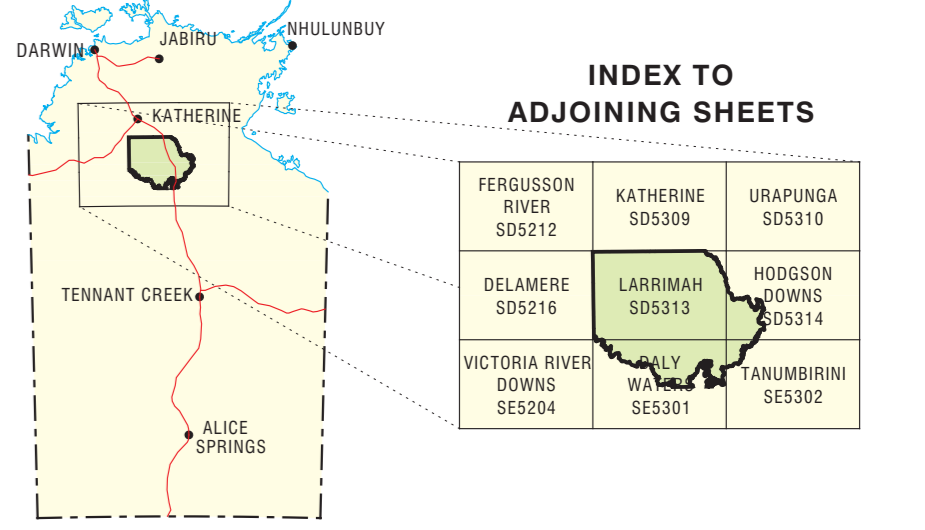 NHULUNBUY
JABIRU
DARWIN
KATHERINE
TENNANT CREEK
ALICE
SPRINGS
INDEX TO
ADJOINING SHEETS
FERGUSSON
RIVER
SD5212
KATHERINE
SD5309
URAPUNGA
SD5310
DELAMERE
SD5216
LARRIMAH
SD5313
HODGSON
DOWNS
SD5314
VICTORIA RIVER
DOWNS
SE5204
DALY
WATERS
SE5301
TANUMBIRINI
SE5302